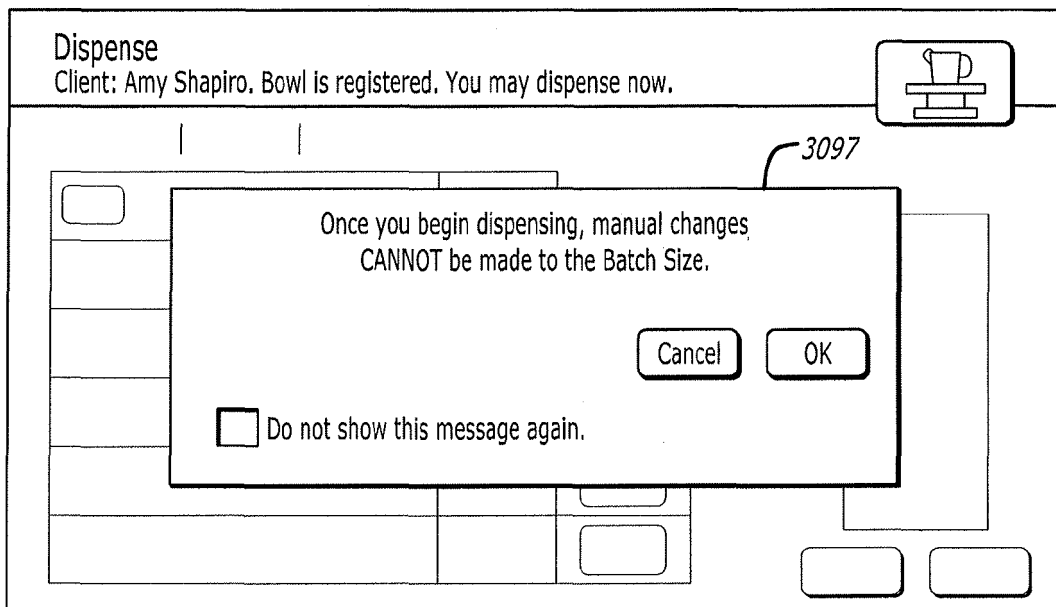 Dispense
Client: Amy Shapiro. Bowl is registered. You may dispense now.
3097
Once you begin dispensing, manual changes
CANNOT be made to the Batch Size.
Cancel
OK
Do not show this message again.